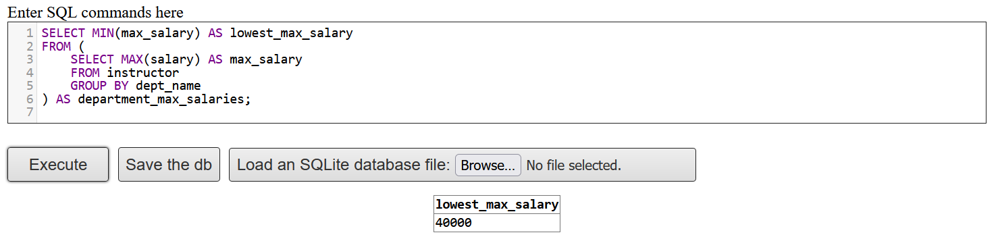 Enter SQL commands here
1 SELECT MIN(max_salary) AS lowest_max_salary
2 FROM (
3     SELECT MAX(salary) AS max_salary
4     FROM instructor
5     GROUP BY dept_name
6 ) AS department_max_salaries;
7
Execute Save the db Load an SQLite database file: Browse... No file selected.
lowest_max_salary
40000